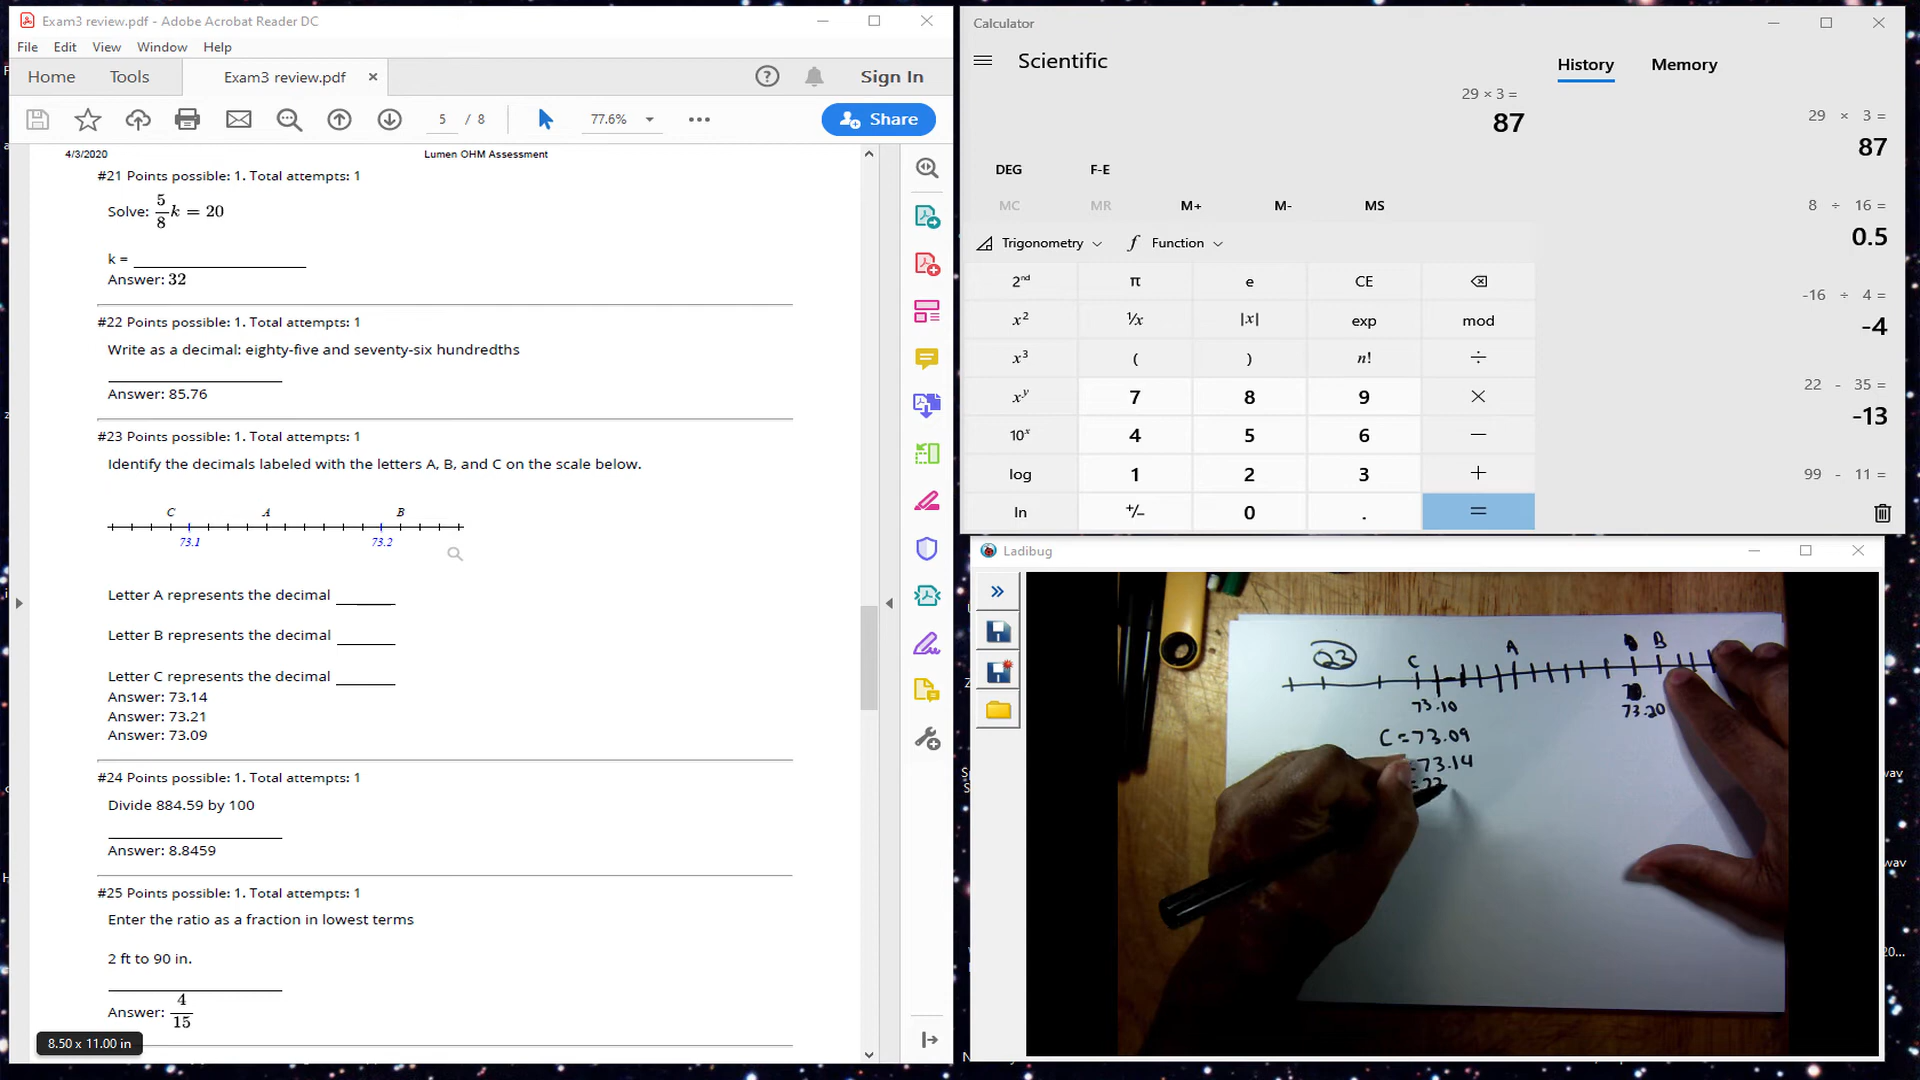 Exam3 review.pdf - Adobe Acrobat Reader DC
File Edit View Window Help
Home Tools Exam3 review.pdf × Sign In
5 / 8 77.6% Share
4/3/2020 Lumen OHM Assessment
#21 Points possible: 1. Total attempts: 1
Solve: 5/8 k = 20
k =
Answer: 32
#22 Points possible: 1. Total attempts: 1
Write as a decimal: eighty-five and seventy-six hundredths
Answer: 85.76
#23 Points possible: 1. Total attempts: 1
Identify the decimals labeled with the letters A, B, and C on the scale below.
C A B
73.1 73.2
Letter A represents the decimal
Letter B represents the decimal
Letter C represents the decimal
Answer: 73.14
Answer: 73.21
Answer: 73.09
#24 Points possible: 1. Total attempts: 1
Divide 884.59 by 100
Answer: 8.8459
#25 Points possible: 1. Total attempts: 1
Enter the ratio as a fraction in lowest terms
2 ft to 90 in.
Answer: 4/15
8.50 x 11.00 in
Calculator
Scientific
29 × 3 =
87
DEG F-E
MC MR M+ M- MS
Trigonometry Function
2nd π e CE
x² ¹/x |x| exp mod
x³ ( ) n! ÷
xʸ 7 8 9 ×
10ˣ 4 5 6 −
log 1 2 3 +
ln +/− 0 . =
History Memory
29 × 3 =
87
8 ÷ 16 =
0.5
-16 ÷ 4 =
-4
22 - 35 =
-13
99 - 11 =
Ladibug
23
C A B
73.10 73.20
C = 73.09
= 73.14
= 73
wav
wav
20...